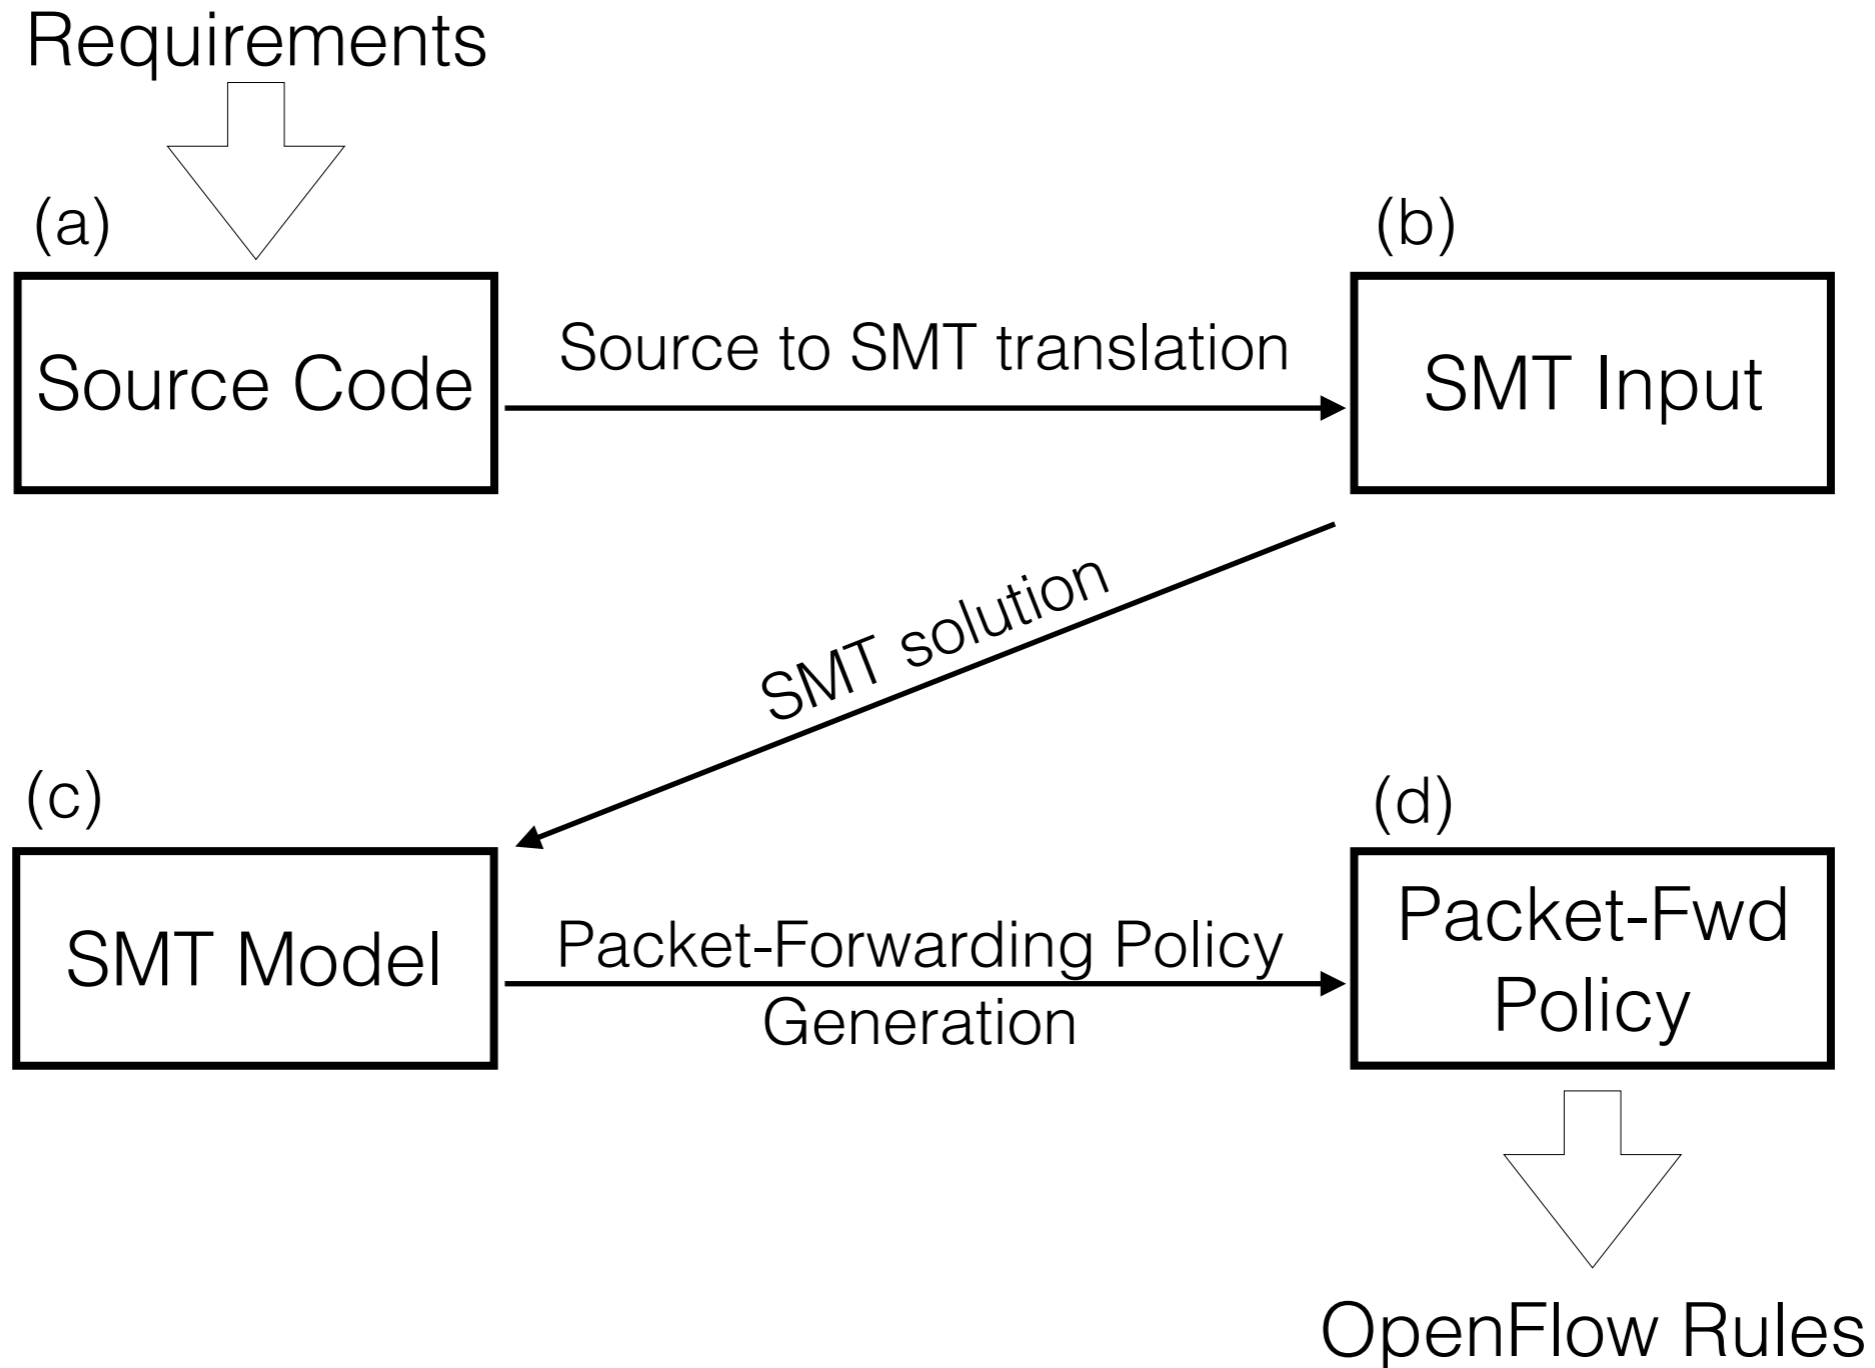 Requirements
(a)
(b)
Source Code
Source to SMT translation
SMT Input
SMT solution
(c)
(d)
SMT Model
Packet-Forwarding Policy
Generation
Packet-Fwd
Policy
OpenFlow Rules